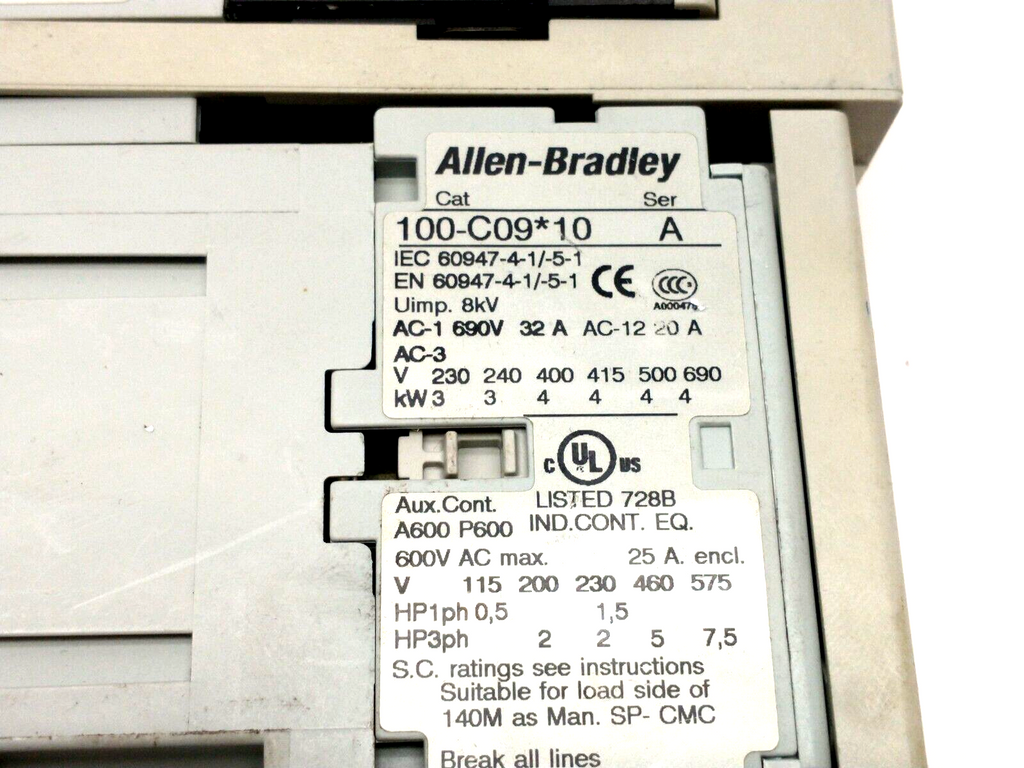 Allen-Bradley
Cat Ser
100-C09*10 A
IEC 60947-4-1/-5-1
EN 60947-4-1/-5-1 CE CCC
Uimp. 8kV
AC-1 690V 32 A AC-12 20 A
AC-3
V 230 240 400 415 500 690
kW 3 3 4 4 4 4
c UL US
Aux.Cont. LISTED 728B
A600 P600 IND.CONT. EQ.
600V AC max. 25 A. encl.
V 115 200 230 460 575
HP1ph 0,5 1,5
HP3ph 2 2 5 7,5
S.C. ratings see instructions
Suitable for load side of
140M as Man. SP- CMC
Break all lines